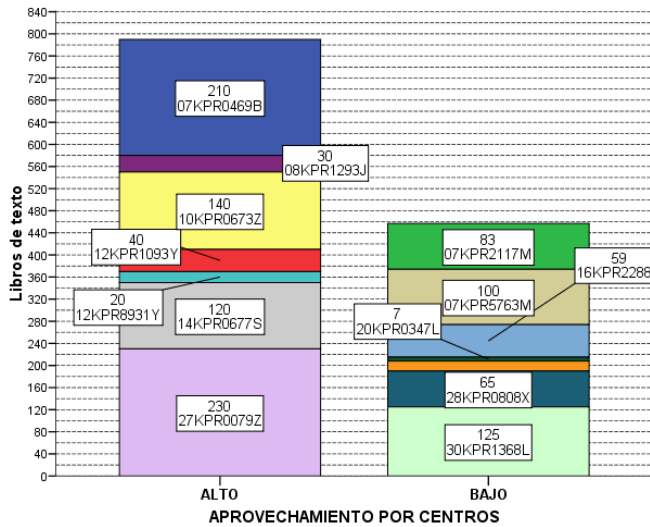 840
800
760
720
680
640
600
560
520
480
440
400
360
320
280
240
200
160
120
80
40
0
Libros de texto
210
07KPR0469B
30
08KPR1293J
140
10KPR0673Z
40
12KPR1093Y
20
12KPR8931Y
120
14KPR0677S
230
27KPR0079Z
83
07KPR2117M
59
16KPR2288
100
07KPR5763M
7
20KPR0347L
65
28KPR0808X
125
30KPR1368L
ALTO
BAJO
APROVECHAMIENTO POR CENTROS